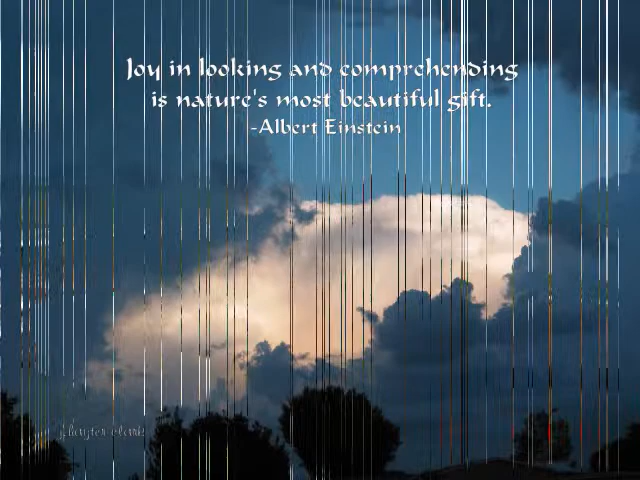 Joy in looking and comprehending
is nature's most beautiful gift.
-Albert Einstein